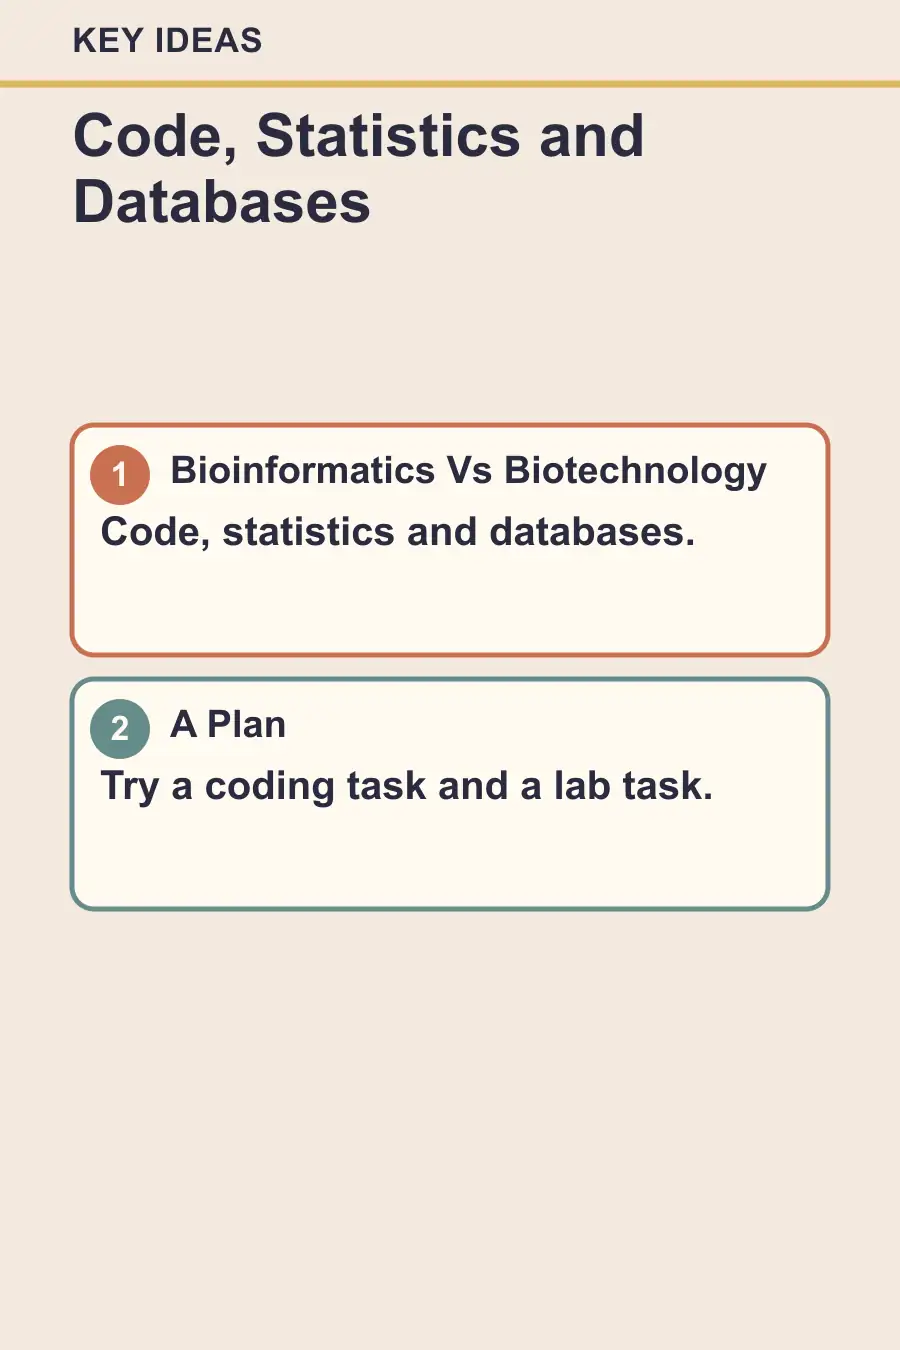 KEY IDEAS
Code, Statistics and
Databases
1 Bioinformatics Vs Biotechnology
Code, statistics and databases.
2 A Plan
Try a coding task and a lab task.